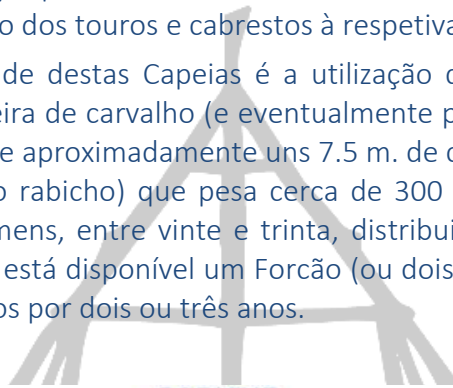 o dos touros e cabrestos à respetiva
de destas Capeias é a utilização
eira de carvalho (e eventualmente p
e aproximadamente uns 7.5 m. de
o rabicho) que pesa cerca de 300
mens, entre vinte e trinta, distribui
está disponível um Forcão (ou dois
os por dois ou três anos.